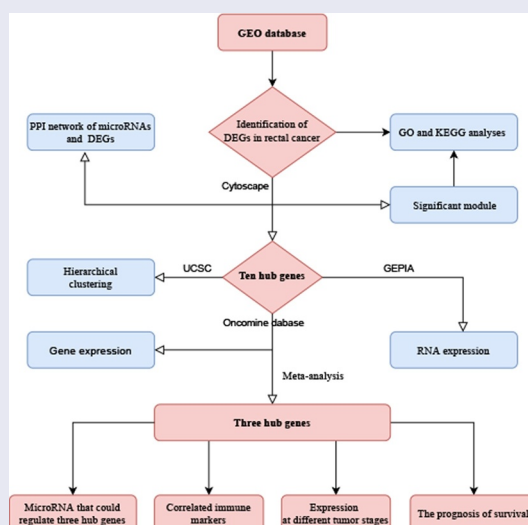 GEO database
Identification of
DEGs in rectal cancer
PPI network of microRNAs
and DEGs
GO and KEGG analyses
Cytoscape
Significant module
UCSC
GEPIA
Hierarchical
clustering
Ten hub genes
Oncomine dabase
Gene expression
RNA expression
Meta-analysis
Three hub genes
MicroRNA that could
regulate three hub genes
Correlated immune
markers
Expression
at different tumor stages
The prognosis of survival